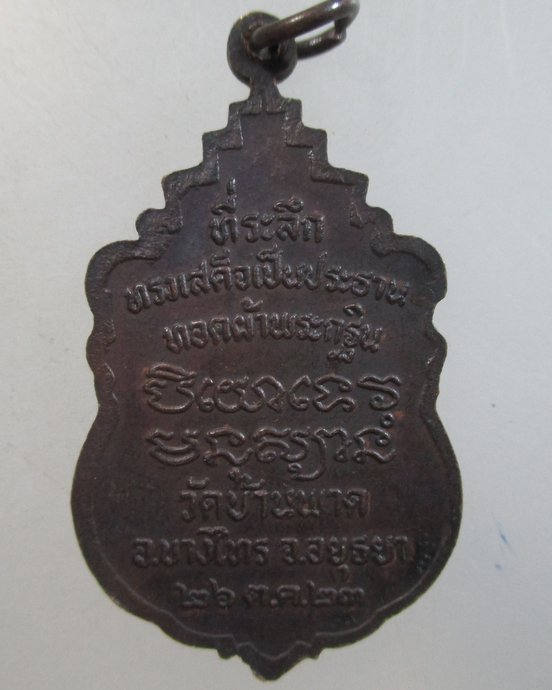 ที่ระลึก
ทรงเสด็จเป็นประธาน
ทอดผ้าพระกฐิน
วัดบ้านนาค
อ.บางไทร จ.อยุธยา
๒๖ ต.ค.๒๓